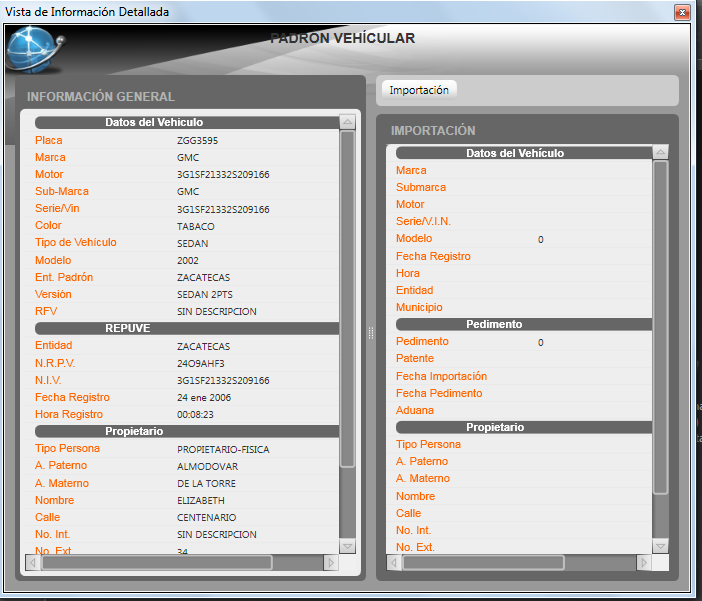 Vista de Información Detallada
PADRON VEHÍCULAR
INFORMACIÓN GENERAL
Datos del Vehículo
Placa ZGG3595
Marca GMC
Motor 3G1SF21332S209166
Sub-Marca GMC
Serie/Vin 3G1SF21332S209166
Color TABACO
Tipo de Vehículo SEDAN
Modelo 2002
Ent. Padrón ZACATECAS
Versión SEDAN 2PTS
RFV SIN DESCRIPCION
REPUVE
Entidad ZACATECAS
N.R.P.V. 24O9AHF3
N.I.V. 3G1SF21332S209166
Fecha Registro 24 ene 2006
Hora Registro 00:08:23
Propietario
Tipo Persona PROPIETARIO-FISICA
A. Paterno ALMODOVAR
A. Materno DE LA TORRE
Nombre ELIZABETH
Calle CENTENARIO
No. Int. SIN DESCRIPCION
No. Ext. 34
Importación
IMPORTACIÓN
Datos del Vehículo
Marca
Submarca
Motor
Serie/V.I.N.
Modelo 0
Fecha Registro
Hora
Entidad
Municipio
Pedimento
Pedimento 0
Patente
Fecha Importación
Fecha Pedimento
Aduana
Propietario
Tipo Persona
A. Paterno
A. Materno
Nombre
Calle
No. Int.
No. Ext.